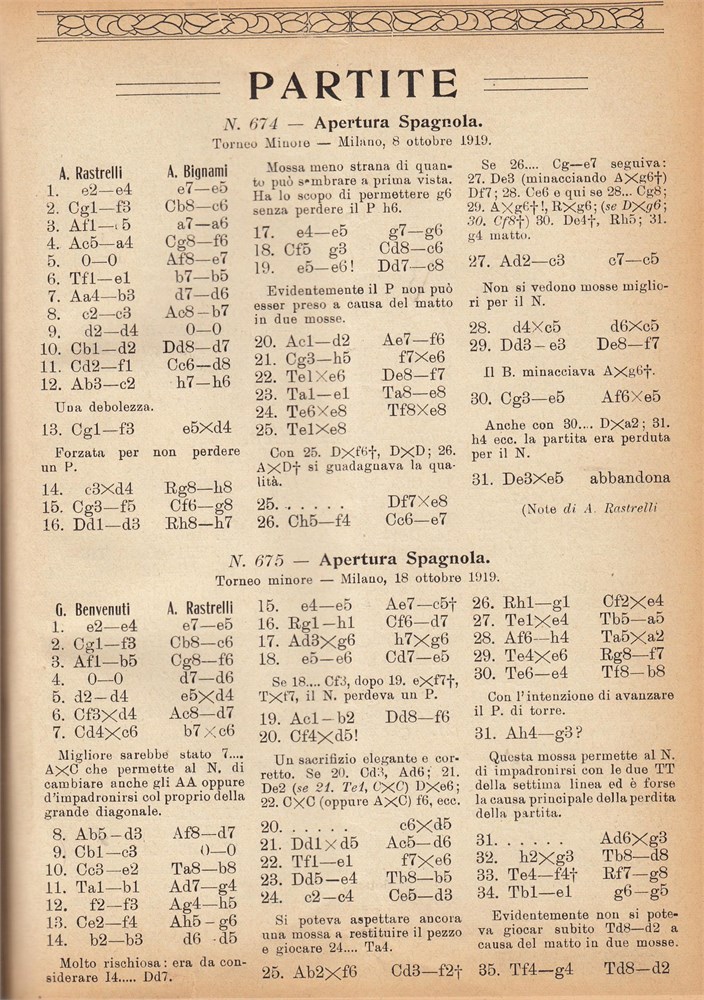 PARTITE
N. 674 — Apertura Spagnola.
Torneo Minore — Milano, 8 ottobre 1919.
A. Rastrelli A. Bignami
1. e2—e4 e7—e5
2. Cg1—f3 Cb8—c6
3. Af1—b5 a7—a6
4. Ac5—a4 Cg8—f6
5. 0—0 Af8—e7
6. Tf1—e1 b7—b5
7. Aa4—b3 d7—d6
8. c2—c3 Ac8—b7
9. d2—d4 0—0
10. Cb1—d2 Dd8—d7
11. Cd2—f1 Cc6—d8
12. Ab3—c2 h7—h6
Una debolezza.
13. Cg1—f3 e5×d4
Forzata per non perdere
un P.
14. c3×d4 Rg8—h8
15. Cg3—f5 Cf6—g8
16. Dd1—d3 Rh8—h7
Mossa meno strana di quan-
to può sembrare a prima vista.
Ha lo scopo di permettere g6
senza perdere il P h6.
17. e4—e5 g7—g6
18. Cf5 g3 Cd8—c6
19. e5—e6! Dd7—c8
Evidentemente il P non può
esser preso a causa del matto
in due mosse.
20. Ac1—d2 Ae7—f6
21. Cg3—h5 f7×e6
22. Te1×e6 De8—f7
23. Ta1—e1 Ta8—e8
24. Te6×e8 Tf8×e8
25. Te1×e8
Con 25. D×f6†, D×D; 26.
A×D† si guadagnava la qua-
lità.
25. . . . . . Df7×e8
26. Ch5—f4 Cc6—e7
Se 26.... Cg—e7 seguiva:
27. De3 (minacciando A×g6†)
Df7; 28. Ce6 e qui se 28... Cg8;
29. A×g6†!, R×g6; (se D×g6;
30. Cf8†) 30. De4†, Rh5; 31.
g4 matto.
27. Ad2—c3 c7—c5
Non si vedono mosse miglio-
ri per il N.
28. d4×c5 d6×c5
29. Dd3—e3 De8—f7
Il B. minacciava A×g6†.
30. Cg3—e5 Af6×e5
Anche con 30.... D×a2; 31.
h4 ecc. la partita era perduta
per il N.
31. De3×e5 abbandona
(Note di A. Rastrelli
N. 675 — Apertura Spagnola.
Torneo minore — Milano, 18 ottobre 1919.
G. Benvenuti A. Rastrelli
1. e2—e4 e7—e5
2. Cg1—f3 Cb8—c6
3. Af1—b5 Cg8—f6
4. 0—0 d7—d6
5. d2—d4 e5×d4
6. Cf3×d4 Ac8—d7
7. Cd4×c6 b7×c6
Migliore sarebbe stato 7....
A×C che permette al N. di
cambiare anche gli AA oppure
d'impadronirsi col proprio della
grande diagonale.
8. Ab5—d3 Af8—d7
9. Cb1—c3 0—0
10. Cc3—e2 Ta8—b8
11. Ta1—b1 Ad7—g4
12. f2—f3 Ag4—h5
13. Ce2—f4 Ah5—g6
14. b2—b3 d6-d5
Molto rischiosa: era da con-
siderare 14..... Dd7.
15. e4—e5 Ae7—c5†
16. Rg1—h1 Cf6—d7
17. Ad3×g6 h7×g6
18. e5—e6 Cd7—e5
Se 18.... Cf3, dopo 19. e×f7†,
T×f7, il N. perdeva un P.
19. Ac1—b2 Dd8—f6
20. Cf4×d5!
Un sacrifizio elegante e cor-
retto. Se 20. Cd3, Ad6; 21.
De2 (se 21. Te1, C×C) D×e6;
22. C×C (oppure A×C) f6, ecc.
20. . . . . . c6×d5
21. Dd1×d5 Ac5—d6
22. Tf1—e1 f7×e6
23. Dd5—e4 Tb8—b5
24. c2—c4 Ce5—d3
Si poteva aspettare ancora
una mossa a restituire il pezzo
e giocare 24.... Ta4.
25. Ab2×f6 Cd3—f2†
26. Rh1—g1 Cf2×e4
27. Te1×e4 Tb5—a5
28. Af6—h4 Ta5×a2
29. Te4×e6 Rg8—f7
30. Te6—e4 Tf8—b8
Con l'intenzione di avanzare
il P. di torre.
31. Ah4—g3?
Questa mossa permette al N.
di impadronirsi con le due TT
della settima linea ed è forse
la causa principale della perdita
della partita.
31. . . . . . Ad6×g3
32. h2×g3 Tb8—d8
33. Te4—f4† Rf7—g8
34. Tb1—e1 g6—g5
Evidentemente non si pote-
va giocar subito Td8—d2 a
causa del matto in due mosse.
35. Tf4—g4 Td8—d2